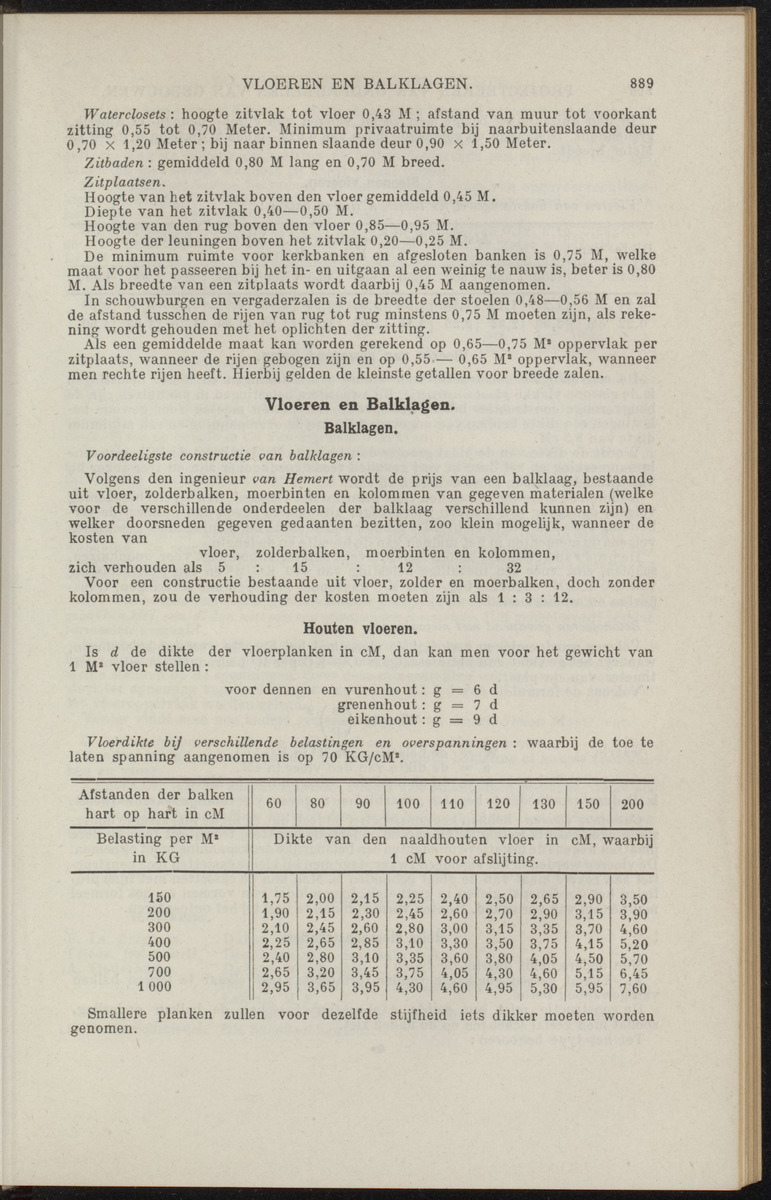 VLOEREN EN BALKLAGEN. 889
Waterclosets : hoogte zitvlak tot vloer 0,43 M ; afstand van muur tot voorkant
zitting 0,55 tot 0,70 Meter. Minimum privaatruimte bij naarbuitenslaande deur
0,70 × 1,20 Meter ; bij naar binnen slaande deur 0,90 × 1,50 Meter.
Zitbaden : gemiddeld 0,80 M lang en 0,70 M breed.
Zitplaatsen.
Hoogte van het zitvlak boven den vloer gemiddeld 0,45 M.
Diepte van het zitvlak 0,40—0,50 M.
Hoogte van den rug boven den vloer 0,85—0,95 M.
Hoogte der leuningen boven het zitvlak 0,20—0,25 M.
De minimum ruimte voor kerkbanken en afgesloten banken is 0,75 M, welke
maat voor het passeeren bij het in- en uitgaan al een weinig te nauw is, beter is 0,80
M. Als breedte van een zitplaats wordt daarbij 0,45 M aangenomen.
In schouwburgen en vergaderzalen is de breedte der stoelen 0,48—0,56 M en zal
de afstand tusschen de rijen van rug tot rug minstens 0,75 M moeten zijn, als reke-
ning wordt gehouden met het oplichten der zitting.
Als een gemiddelde maat kan worden gerekend op 0,65—0,75 M² oppervlak per
zitplaats, wanneer de rijen gebogen zijn en op 0,55 — 0,65 M² oppervlak, wanneer
men rechte rijen heeft. Hierbij gelden de kleinste getallen voor breede zalen.
Vloeren en Balklagen.
Balklagen.
Voordeeligste constructie van balklagen :
Volgens den ingenieur van Hemert wordt de prijs van een balklaag, bestaande
uit vloer, zolderbalken, moerbinten en kolommen van gegeven materialen (welke
voor de verschillende onderdeelen der balklaag verschillend kunnen zijn) en
welker doorsneden gegeven gedaanten bezitten, zoo klein mogelijk, wanneer de
kosten van
vloer, zolderbalken, moerbinten en kolommen,
zich verhouden als 5 : 15 : 12 : 32
Voor een constructie bestaande uit vloer, zolder en moerbalken, doch zonder
kolommen, zou de verhouding der kosten moeten zijn als 1 : 3 : 12.
Houten vloeren.
Is d de dikte der vloerplanken in cM, dan kan men voor het gewicht van
1 M² vloer stellen :
voor dennen en vurenhout : g = 6 d
grenenhout : g = 7 d
eikenhout : g = 9 d
Vloerdikte bij verschillende belastingen en overspanningen : waarbij de toe te
laten spanning aangenomen is op 70 KG/cM².
Afstanden der balken
hart op hart in cM 60 80 90 100 110 120 130 150 200
Belasting per M² Dikte van den naaldhouten vloer in cM, waarbij
in KG 1 cM voor afslijting.
150 1,75 2,00 2,15 2,25 2,40 2,50 2,65 2,90 3,50
200 1,90 2,15 2,30 2,45 2,60 2,70 2,90 3,15 3,90
300 2,10 2,45 2,60 2,80 3,00 3,15 3,35 3,70 4,60
400 2,25 2,65 2,85 3,10 3,30 3,50 3,75 4,15 5,20
500 2,40 2,80 3,10 3,35 3,60 3,80 4,05 4,50 5,70
700 2,65 3,20 3,45 3,75 4,05 4,30 4,60 5,15 6,45
1 000 2,95 3,65 3,95 4,30 4,60 4,95 5,30 5,95 7,60
Smallere planken zullen voor dezelfde stijfheid iets dikker moeten worden
genomen.